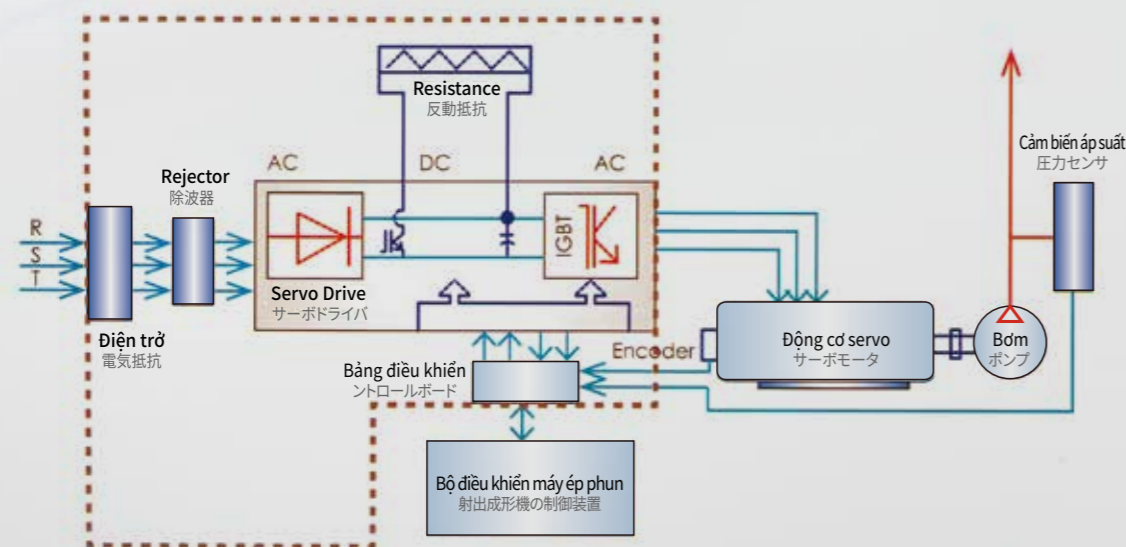 Resistance
反動抵抗
Cảm biến áp suất
圧力センサ
AC
DC
AC
Rejector
除波器
R
S
T
IGBT
Servo Drive
サーボドライバ
Điện trở
電気抵抗
Động cơ servo
サーボモータ
Bơm
ポンプ
Encoder
Bảng điều khiển
ントロールボード
Bộ điều khiển máy ép phun
射出成形機の制御装置